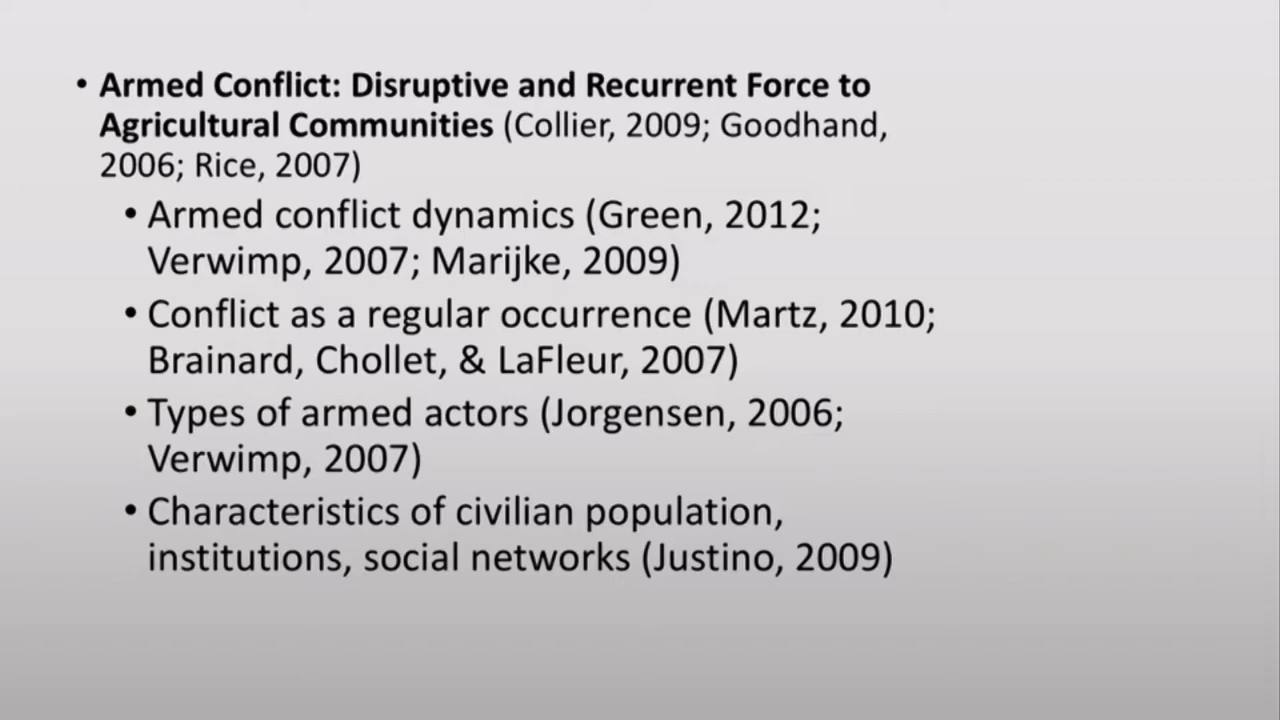 • Armed Conflict: Disruptive and Recurrent Force to
Agricultural Communities (Collier, 2009; Goodhand,
2006; Rice, 2007)
• Armed conflict dynamics (Green, 2012;
Verwimp, 2007; Marijke, 2009)
• Conflict as a regular occurrence (Martz, 2010;
Brainard, Chollet, & LaFleur, 2007)
• Types of armed actors (Jorgensen, 2006;
Verwimp, 2007)
• Characteristics of civilian population,
institutions, social networks (Justino, 2009)